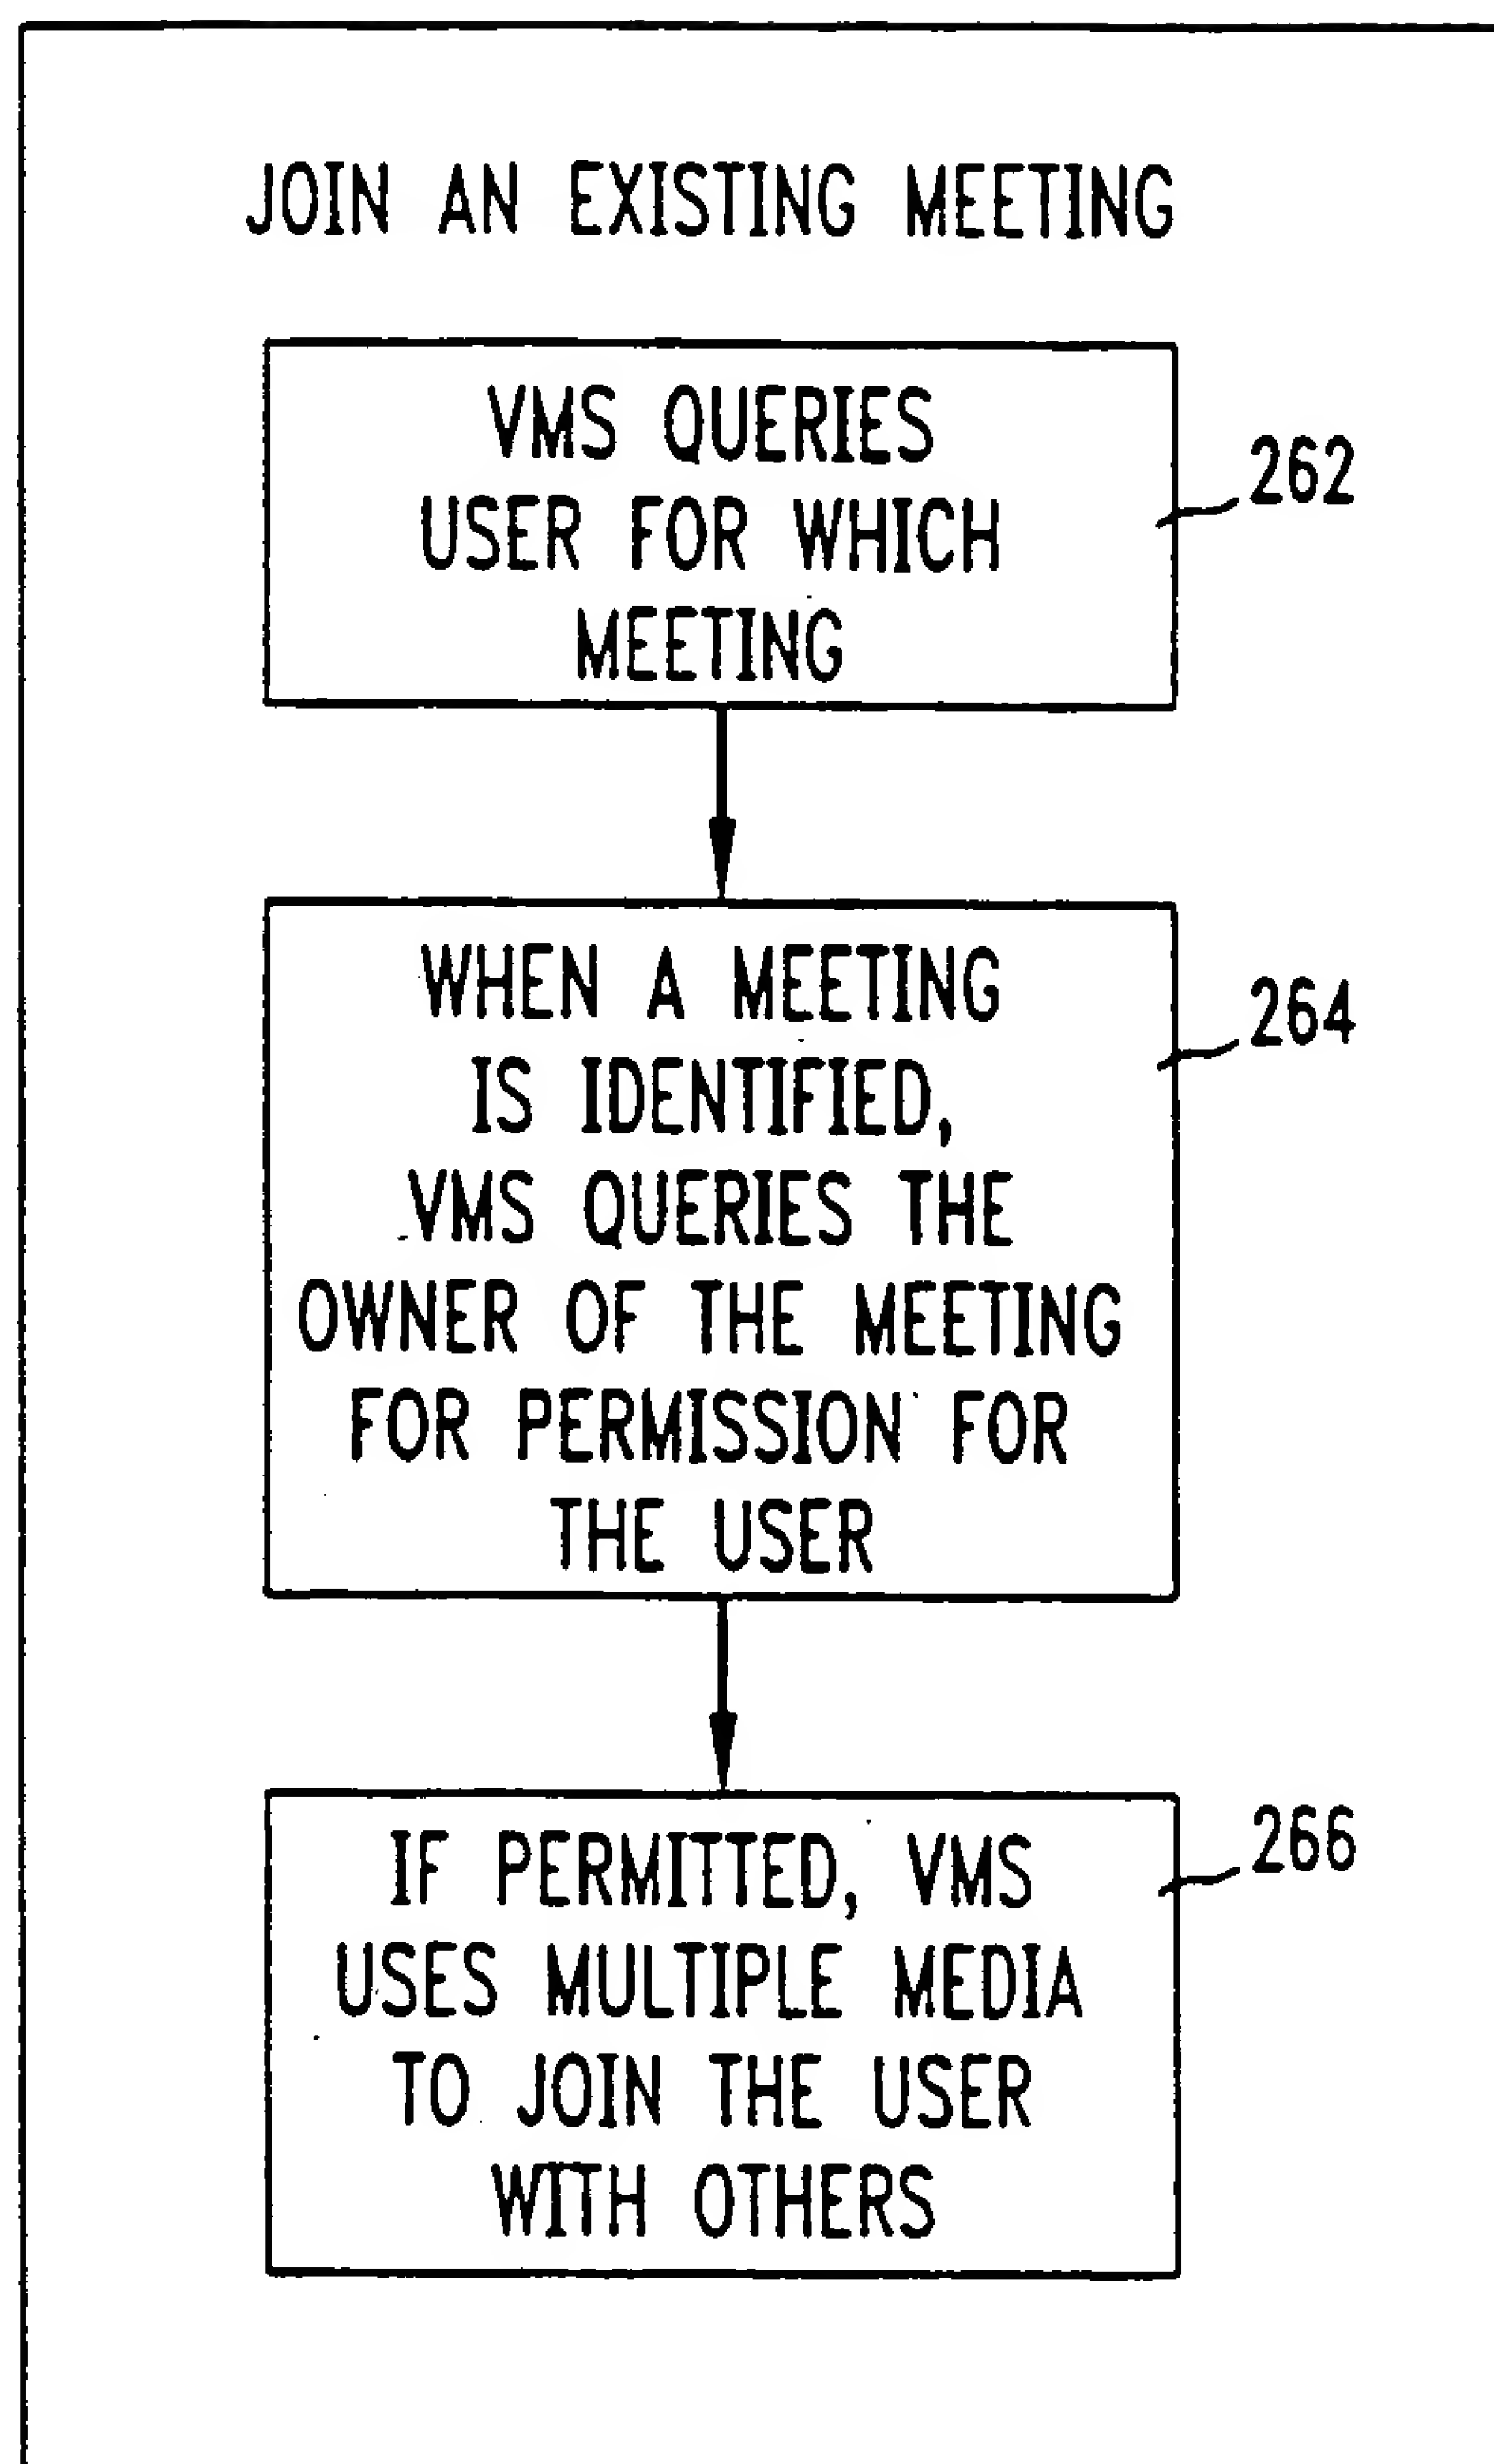 JOIN AN EXISTING MEETING
VMS QUERIES
USER FOR WHICH
MEETING
262
WHEN A MEETING
IS IDENTIFIED,
VMS QUERIES THE
OWNER OF THE MEETING
FOR PERMISSION FOR
THE USER
264
IF PERMITTED, VMS
USES MULTIPLE MEDIA
TO JOIN THE USER
WITH OTHERS
266